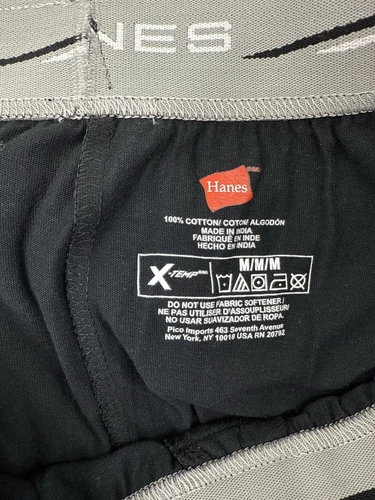 NES
Hanes
100% COTTON/ COTON/ ALGODÓN
MADE IN INDIA
FABRIQUÉ EN INDE
HECHO EN INDIA
X-TEMP
M/M/M
DO NOT USE FABRIC SOFTENER./
NE PAS UTILISER D'ASSOUPLISSEUR/
NO USAR SUAVIZADOR DE ROPA.
Pico Imports 463 Seventh Avenue
New York, NY 10018 USA RN 20792